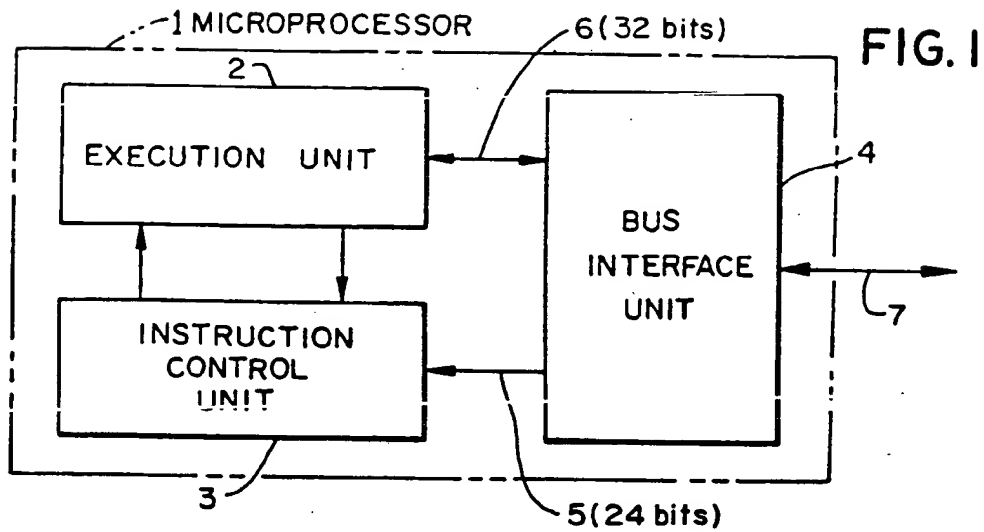 1 MICROPROCESSOR
6 (32 bits)
FIG. 1
2
EXECUTION UNIT
4
BUS
INTERFACE
UNIT
7
INSTRUCTION
CONTROL
UNIT
3
5 (24 bits)